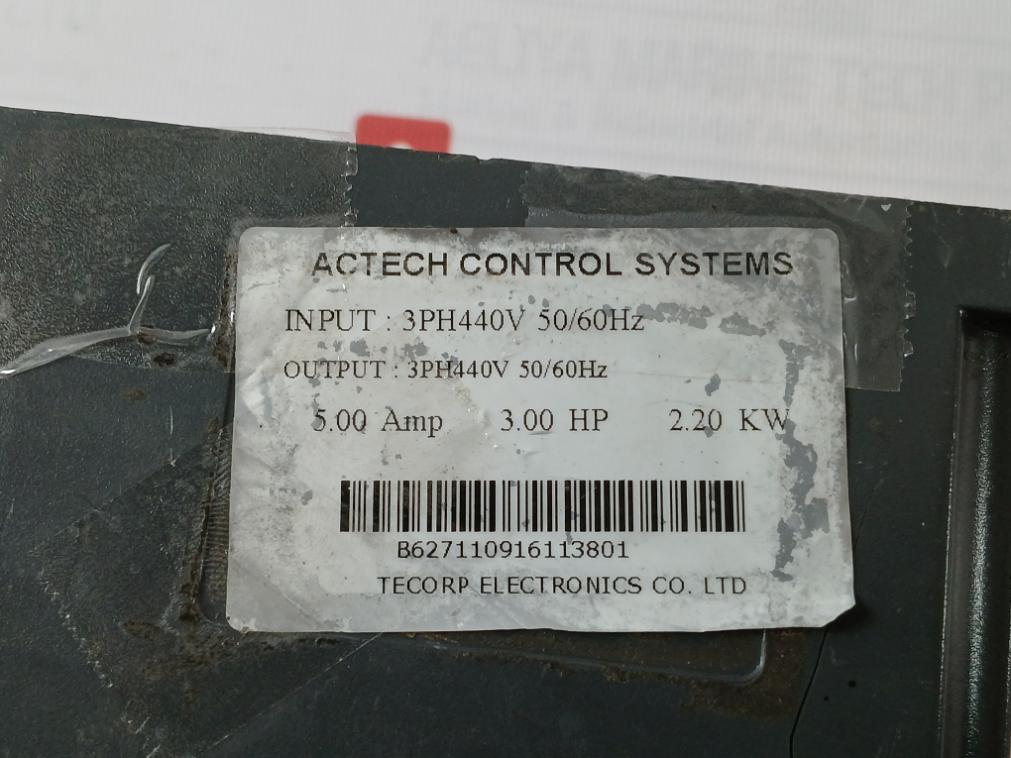 ACTECH CONTROL SYSTEMS
INPUT : 3PH440V 50/60Hz
OUTPUT : 3PH440V 50/60Hz
5.00 Amp 3.00 HP 2.20 KW
B627110916113801
TECORP ELECTRONICS CO. LTD